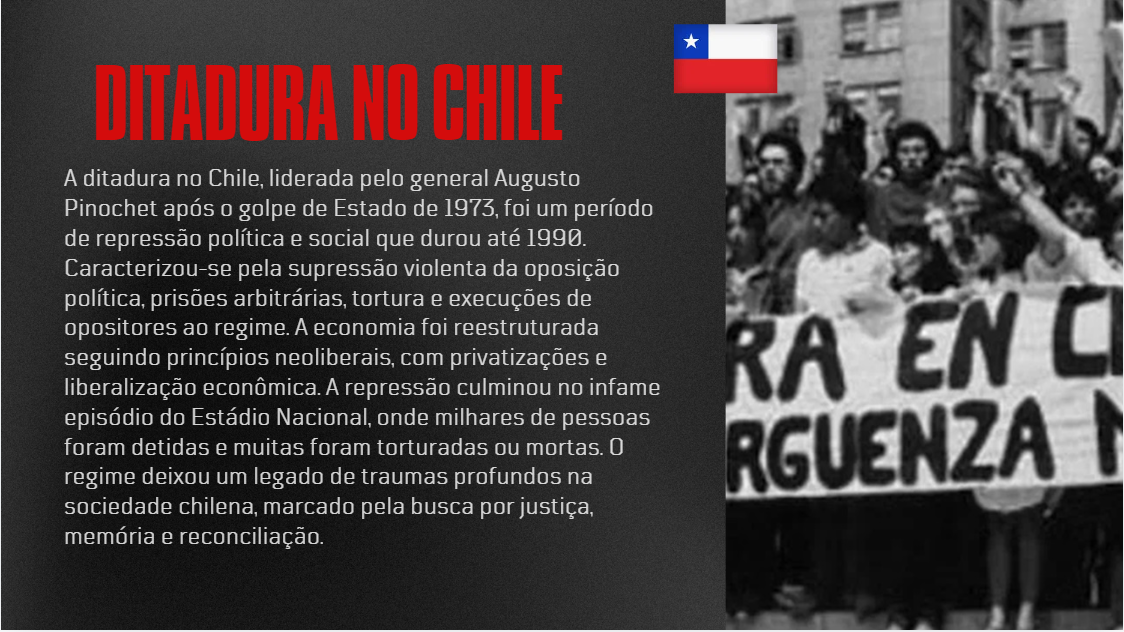 DITADURA NO CHILE
A ditadura no Chile, liderada pelo general Augusto
Pinochet após o golpe de Estado de 1973, foi um período
de repressão política e social que durou até 1990.
Caracterizou-se pela supressão violenta da oposição
política, prisões arbitrárias, tortura e execuções de
opositores ao regime. A economia foi reestruturada
seguindo princípios neoliberais, com privatizações e
liberalização econômica. A repressão culminou no infame
episódio do Estádio Nacional, onde milhares de pessoas
foram detidas e muitas foram torturadas ou mortas. O
regime deixou um legado de traumas profundos na
sociedade chilena, marcado pela busca por justiça,
memória e reconciliação.
RA EN C
RGUENZA N